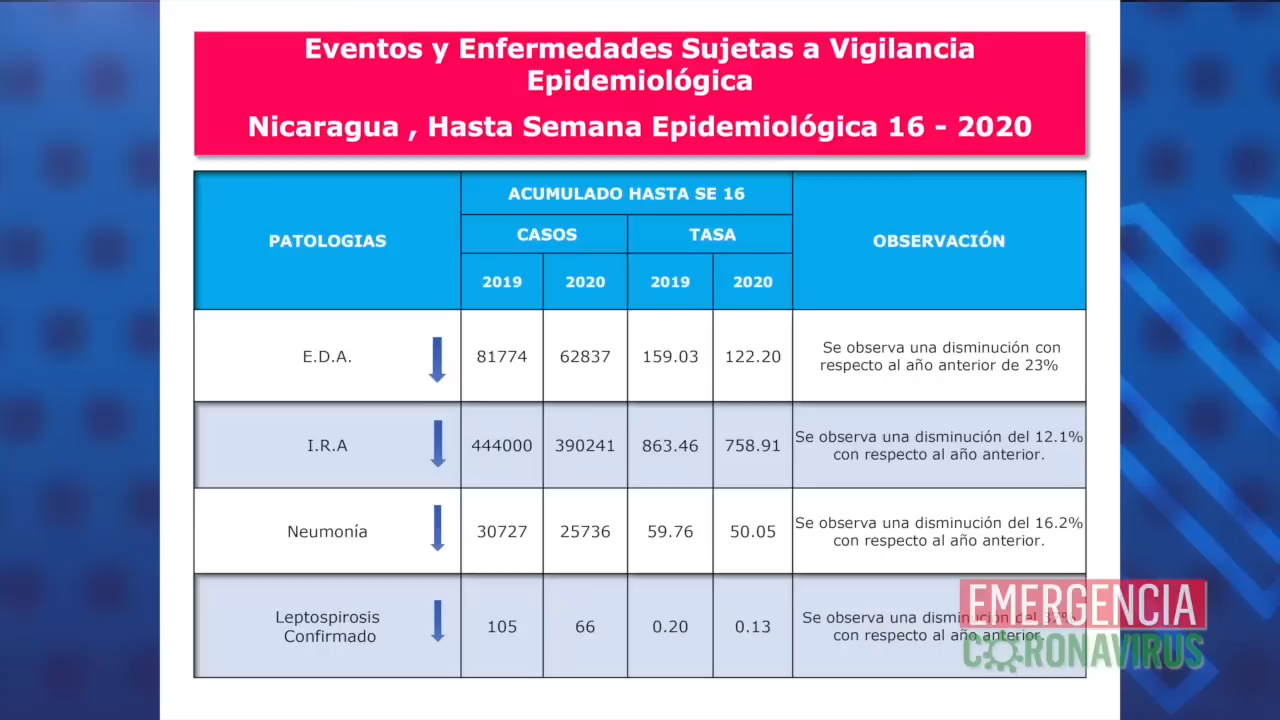 Eventos y Enfermedades Sujetas a Vigilancia
Epidemiológica
Nicaragua , Hasta Semana Epidemiológica 16 - 2020
PATOLOGIAS
ACUMULADO HASTA SE 16
OBSERVACIÓN
CASOS
TASA
2019
2020
2019
2020
E.D.A.
81774
62837
159.03
122.20
Se observa una disminución con
respecto al año anterior de 23%
I.R.A
444000
390241
863.46
758.91
Se observa una disminución del 12.1%
con respecto al año anterior.
Neumonía
30727
25736
59.76
50.05
Se observa una disminución del 16.2%
con respecto al año anterior.
Leptospirosis
Confirmado
105
66
0.20
0.13
Se observa una disminución del 37%
con respecto al año anterior.
EMERGENCIA
CORONAVIRUS